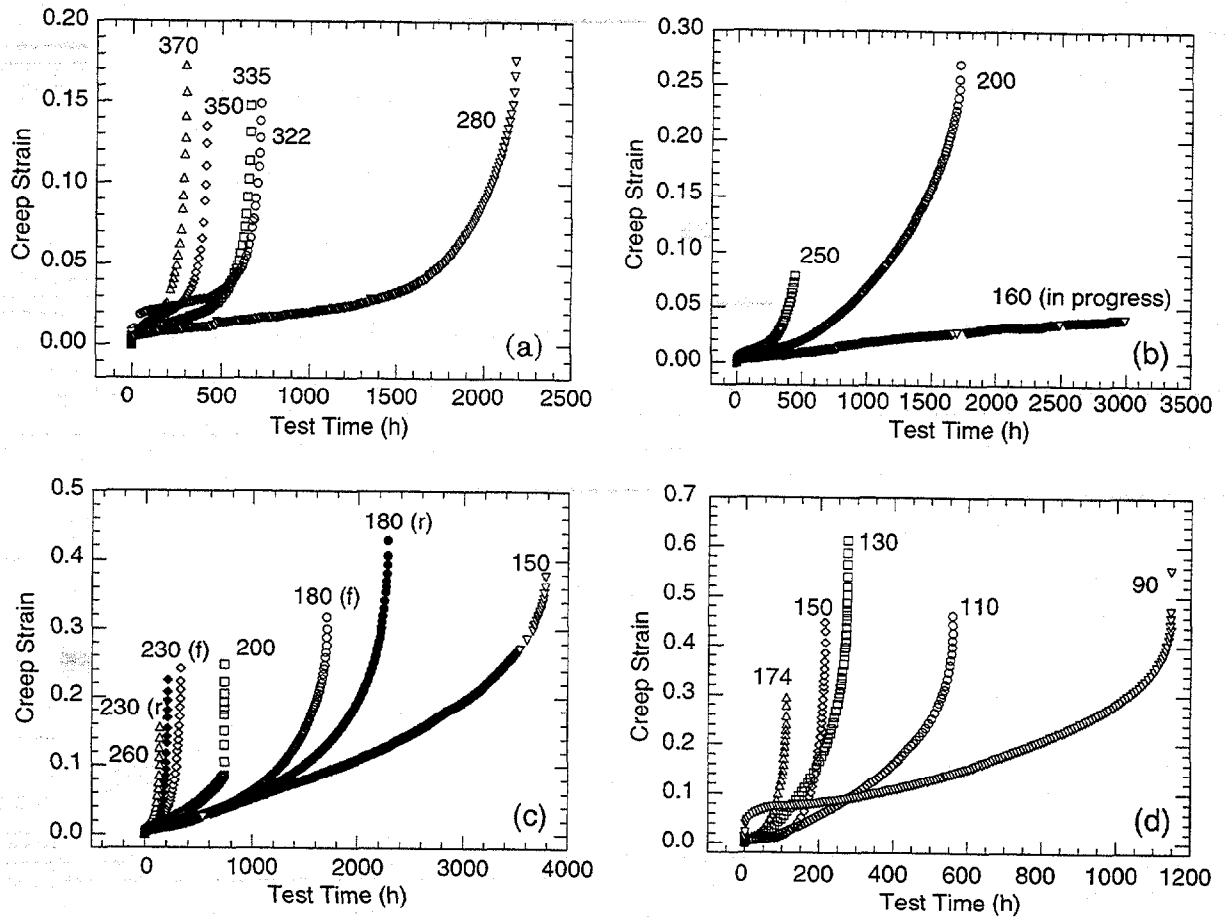 0.20
0.15
0.10
0.05
0.00
Creep Strain
0 500 1000 1500 2000 2500
Test Time (h)
370
335
350
322
280
(a)
0.30
0.25
0.20
0.15
0.10
0.05
0.00
Creep Strain
0 500 1000 1500 2000 2500 3000 3500
Test Time (h)
200
250
160 (in progress)
(b)
0.5
0.4
0.3
0.2
0.1
0.0
Creep Strain
0 1000 2000 3000 4000
Test Time (h)
180 (r)
150
180 (f)
230 (f)
200
230 (r)
260
(c)
0.7
0.6
0.5
0.4
0.3
0.2
0.1
0.0
Creep Strain
0 200 400 600 800 1000 1200
Test Time (h)
130
90
150
110
174
(d)